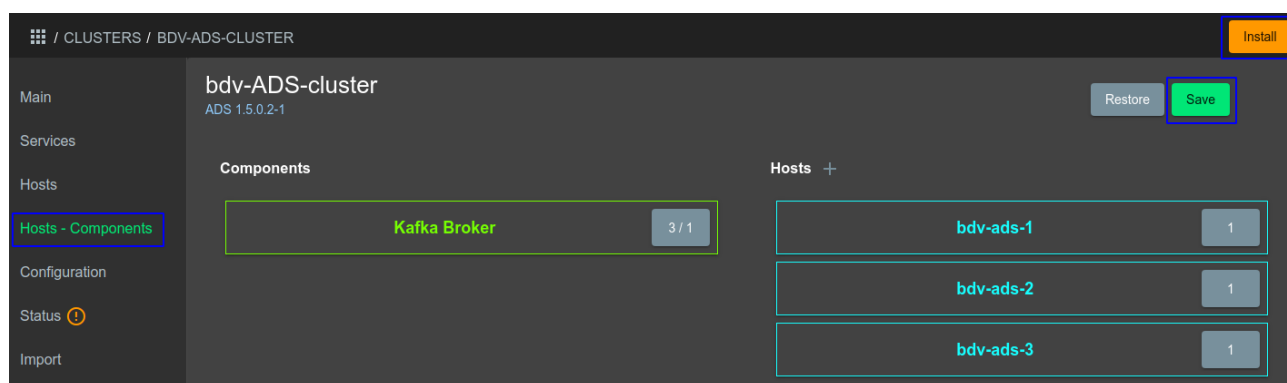 / CLUSTERS / BDV-ADS-CLUSTER
Install
Main
Services
Hosts
Hosts - Components
Configuration
Status
Import
bdv-ADS-cluster
ADS 1.5.0.2-1
Restore
Save
Components
Kafka Broker
3 / 1
Hosts +
bdv-ads-1
1
bdv-ads-2
1
bdv-ads-3
1